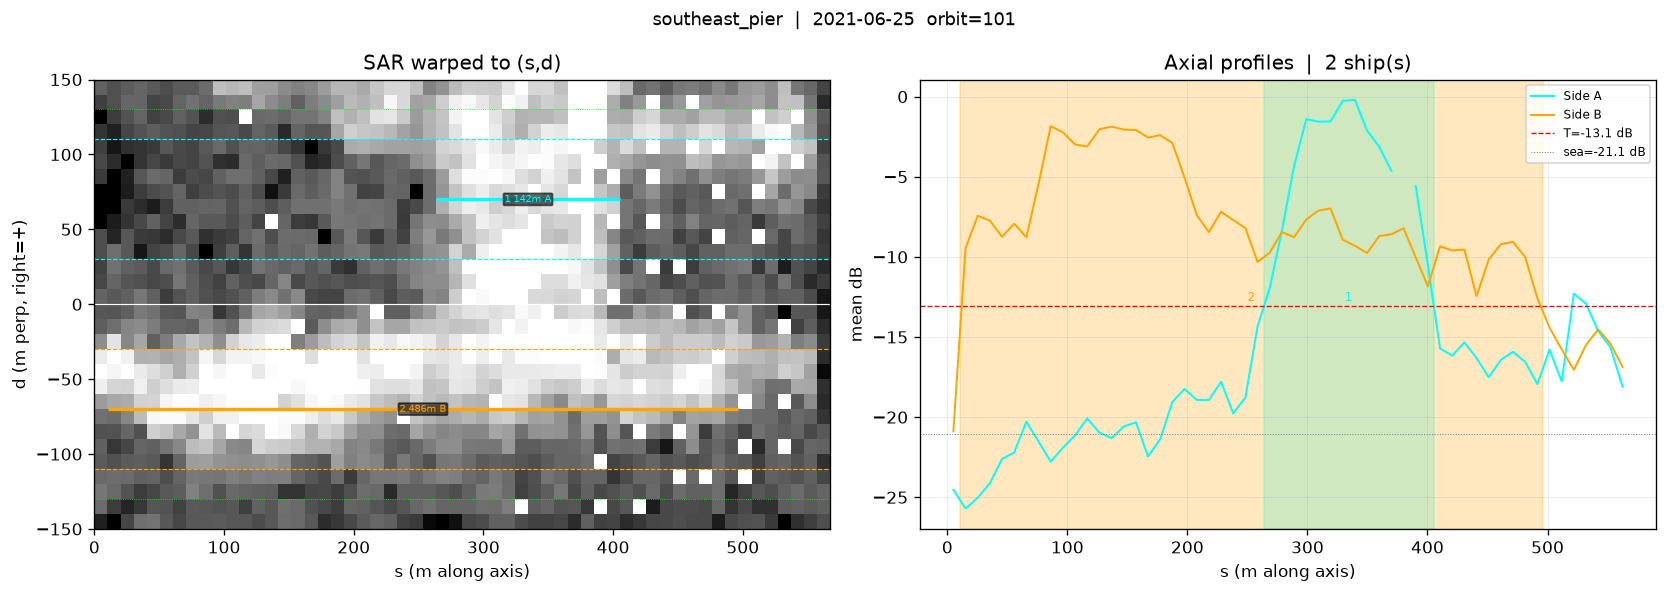 southeast_pier  |  2021-06-25  orbit=101
SAR warped to (s,d)
150
100
50
0
−50
−100
−150
d (m perp, right=+)
1 142m A
2 486m B
0
100
200
300
400
500
s (m along axis)
Axial profiles  |  2 ship(s)
0
−5
−10
−15
−20
−25
mean dB
Side A
Side B
T=-13.1 dB
sea=-21.1 dB
2
1
0
100
200
300
400
500
s (m along axis)